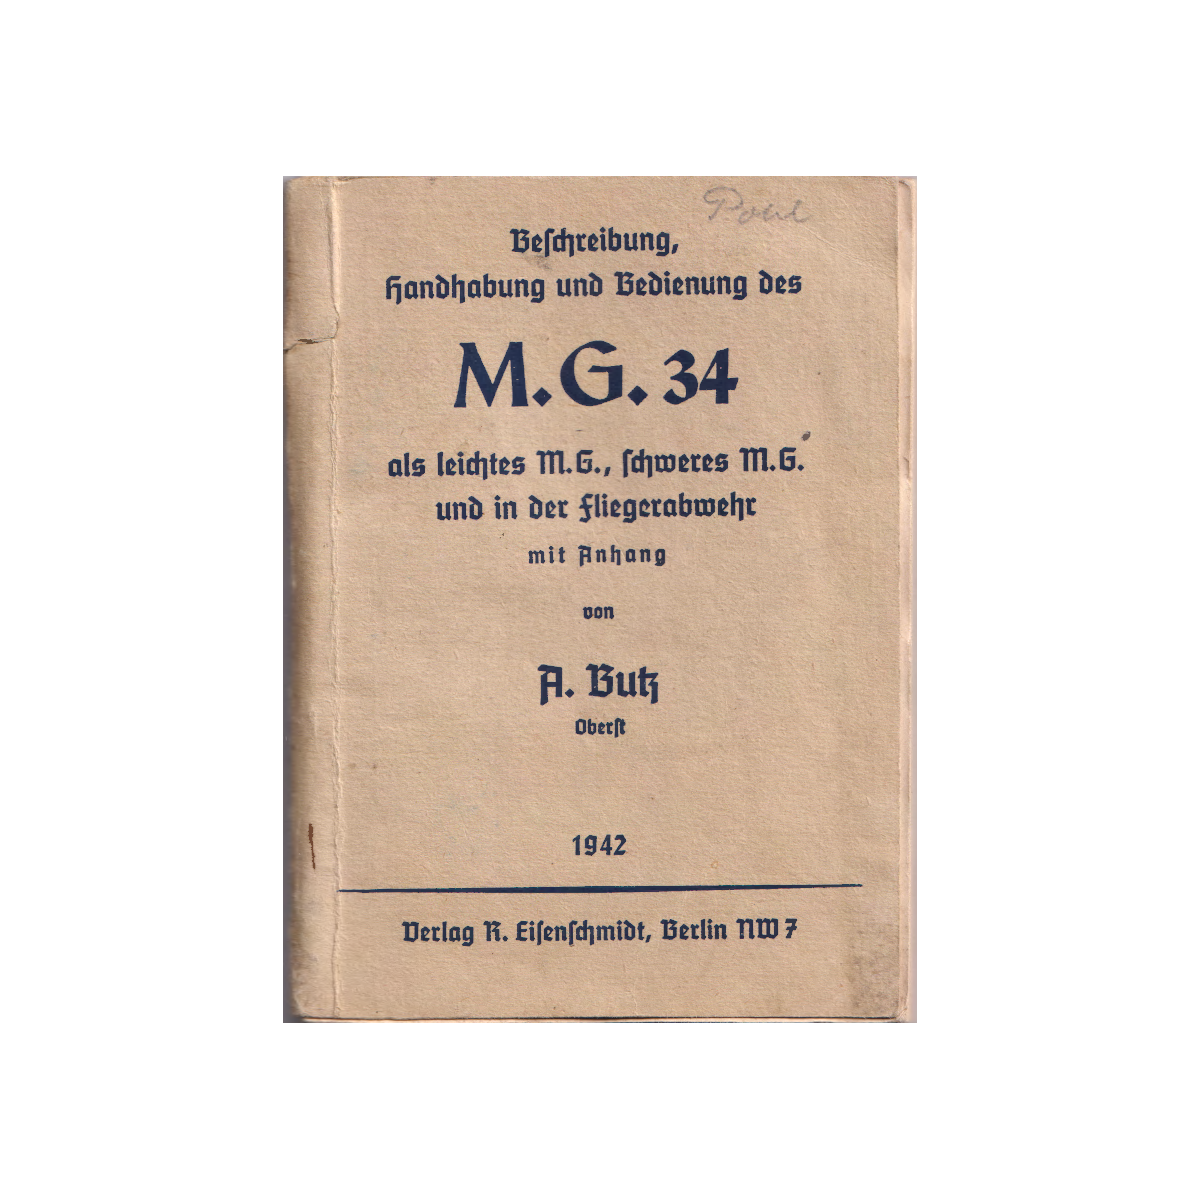 Pohl
Beschreibung,
Handhabung und Bedienung des
M.G. 34
als leichtes M.G., schweres M.G.
und in der Fliegerabwehr
mit Anhang
von
A. Butz
Oberst
1942
Verlag R. Eisenschmidt, Berlin NW 7